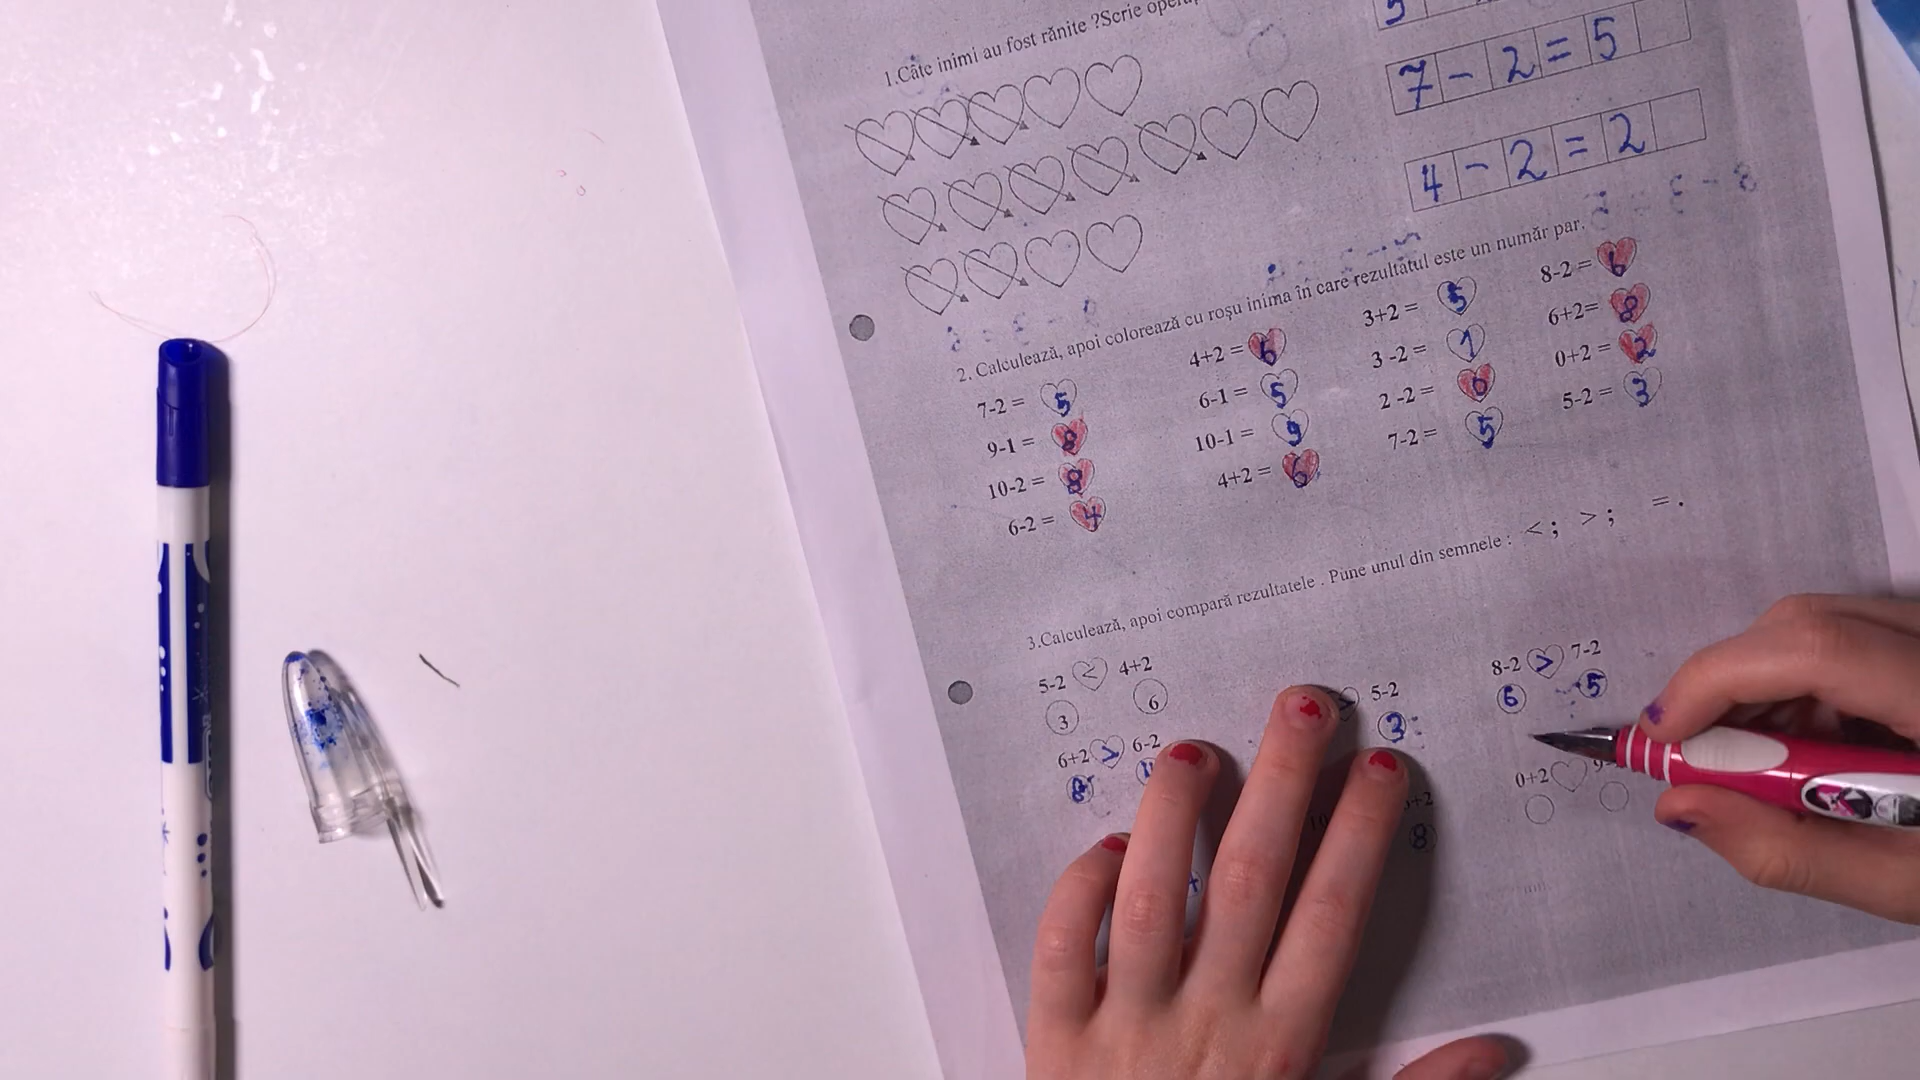 1.Câte inimi au fost rănite ?Scrie
5
7 - 2 = 5
4 - 2 = 2
2. Calculează, apoi colorează cu roşu inima în care rezultatul este un număr par.
7-2 = 5
9-1 = 8
10-2 = 8
6-2 = 4
4+2 = 6
6-1 = 5
10-1 = 9
4+2 = 6
3+2 = 5
3 -2 = 1
2 -2 = 0
7-2 = 5
8-2 = 6
6+2= 8
0+2 = 2
5-2 = 3
3.Calculează, apoi compară rezultatele . Pune unul din semnele : < ; > ; = .
5-2 < 4+2
3 6
6+2 > 6-2
8
> 5-2
3
+2
8
8-2 > 7-2
6 5
0+2 9-